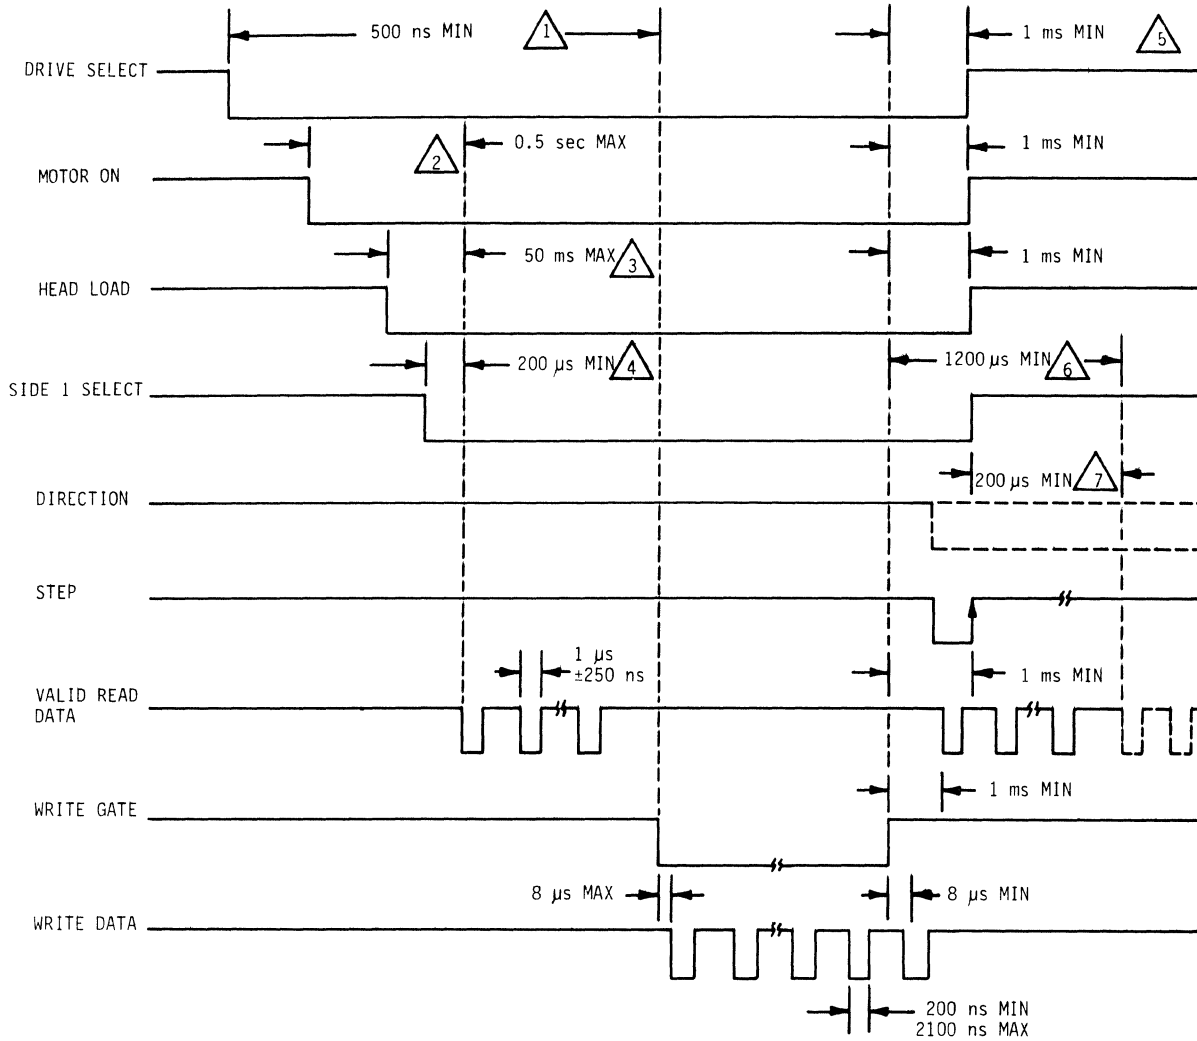 500 ns MIN 1 1 ms MIN 5
DRIVE SELECT
2 0.5 sec MAX 1 ms MIN
MOTOR ON
50 ms MAX 3 1 ms MIN
HEAD LOAD
200 µs MIN 4 1200 µs MIN 6
SIDE 1 SELECT
200 µs MIN 7
DIRECTION
STEP
1 µs
±250 ns 1 ms MIN
VALID READ
DATA
1 ms MIN
WRITE GATE
8 µs MAX 8 µs MIN
WRITE DATA
200 ns MIN
2100 ns MAX